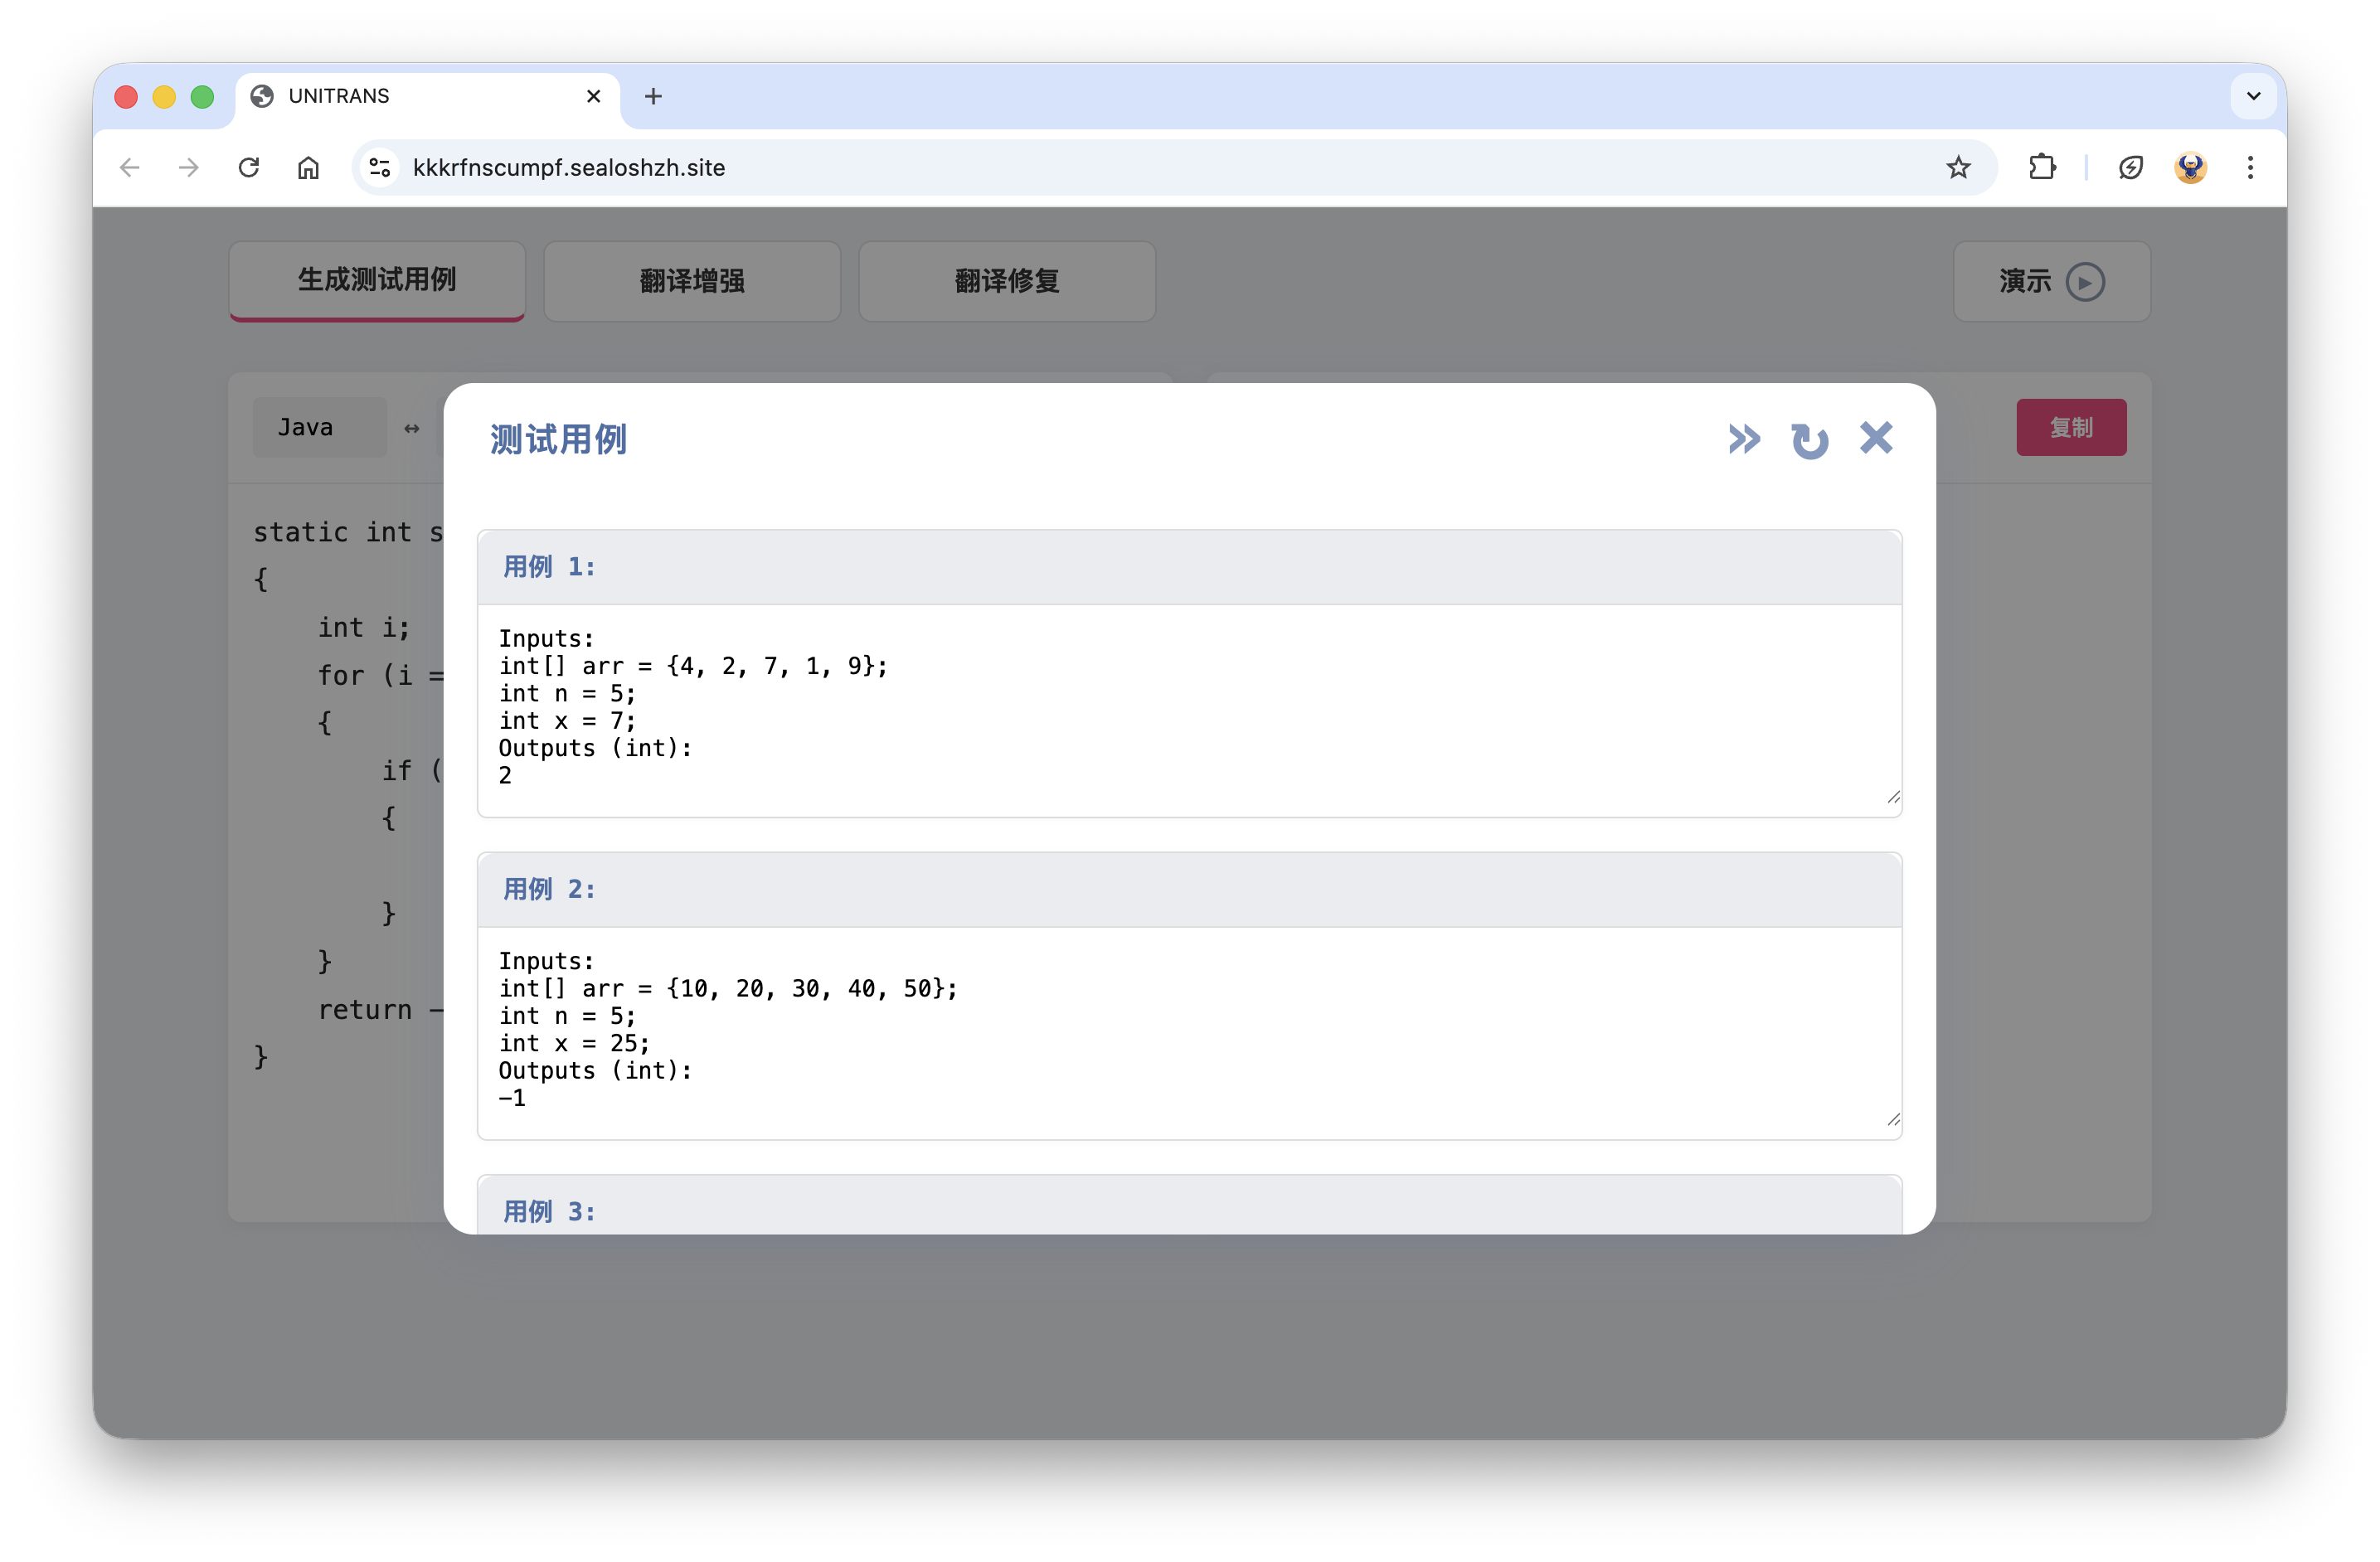 UNITRANS
kkkrfnscumpf.sealoshzh.site
生成测试用例
翻译增强
翻译修复
演示
Java
复制
static int s
{
int i;
for (i =
{
if (
{
}
}
return -
}
测试用例
用例 1:
Inputs:
int[] arr = {4, 2, 7, 1, 9};
int n = 5;
int x = 7;
Outputs (int):
2
用例 2:
Inputs:
int[] arr = {10, 20, 30, 40, 50};
int n = 5;
int x = 25;
Outputs (int):
-1
用例 3: